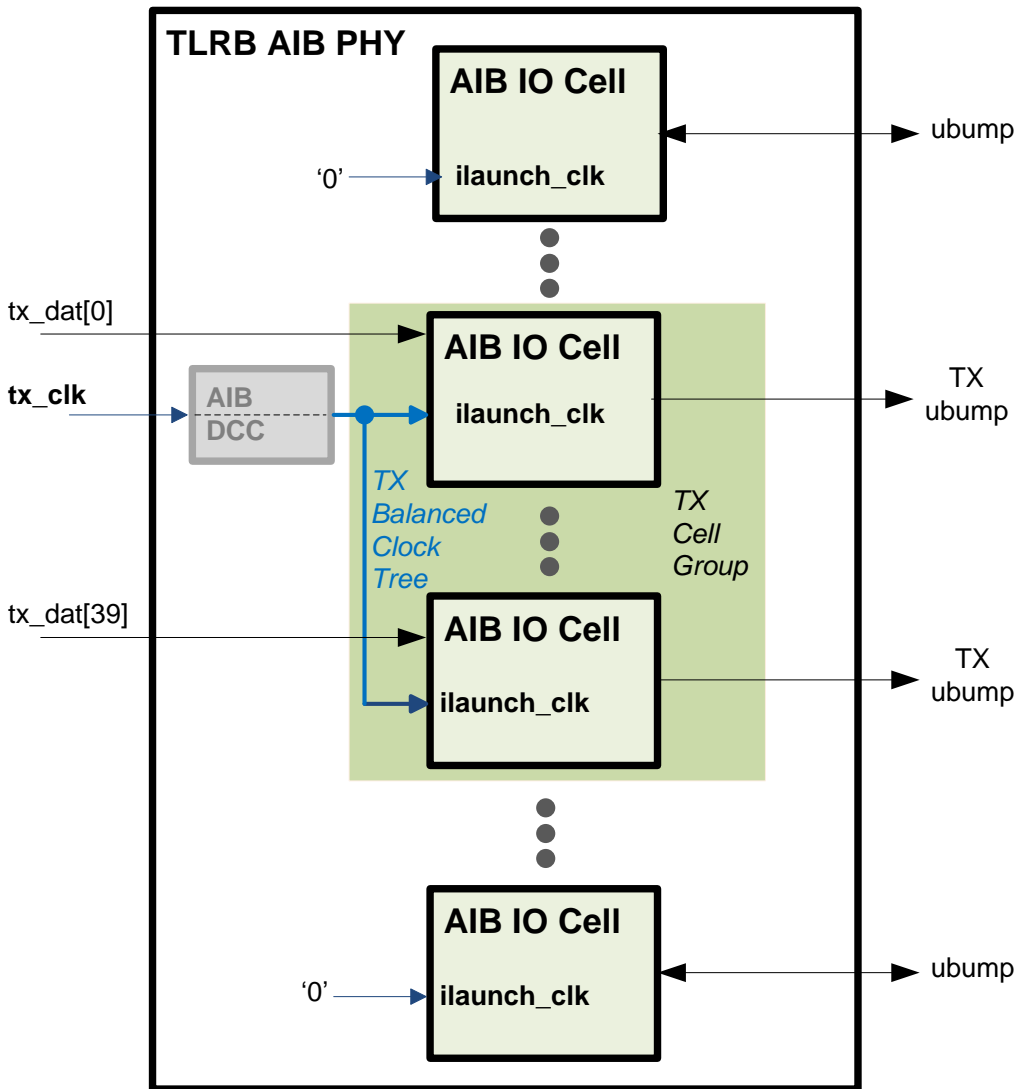 TLRB AIB PHY
AIB IO Cell
ubump
‘0’
ilaunch_clk
tx_dat[0]
AIB IO Cell
tx_clk
AIB
DCC
ilaunch_clk
TX
ubump
TX
Balanced
Clock
Tree
TX
Cell
Group
tx_dat[39]
AIB IO Cell
ilaunch_clk
TX
ubump
AIB IO Cell
ubump
‘0’
ilaunch_clk